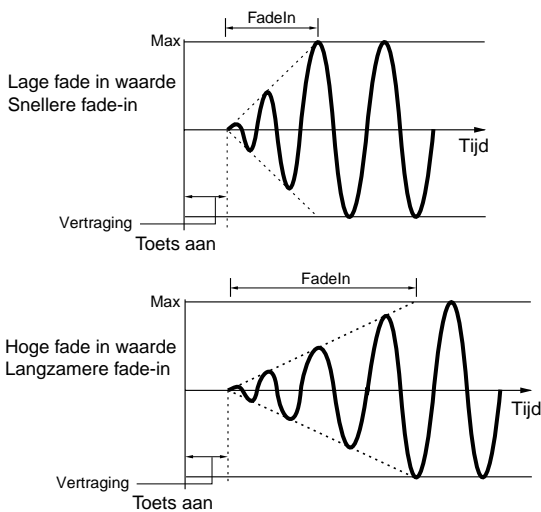 FadeIn
Max
Lage fade in waarde
Snellere fade-in
Tijd
Vertraging
Toets aan
FadeIn
Max
Hoge fade in waarde
Langzamere fade-in
Tijd
Vertraging
Toets aan